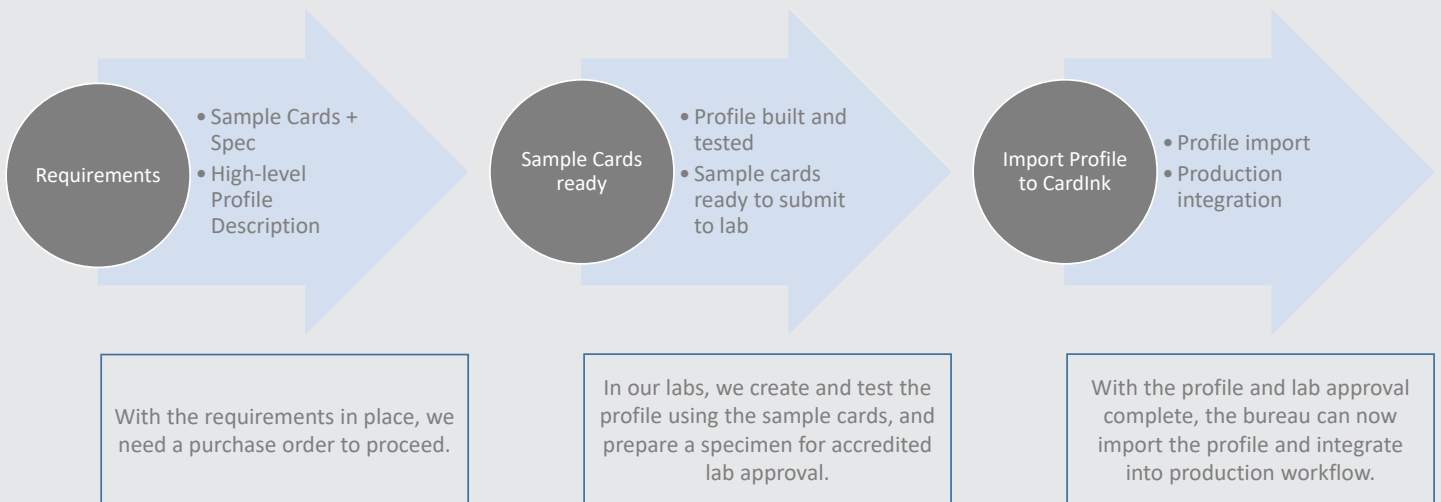 Requirements
• Sample Cards +
Spec
• High-level
Profile
Description
Sample Cards
ready
• Profile built and
tested
• Sample cards
ready to submit
to lab
Import Profile
to CardInk
• Profile import
• Production
integration
With the requirements in place, we
need a purchase order to proceed.
In our labs, we create and test the
profile using the sample cards, and
prepare a specimen for accredited
lab approval.
With the profile and lab approval
complete, the bureau can now
import the profile and integrate
into production workflow.